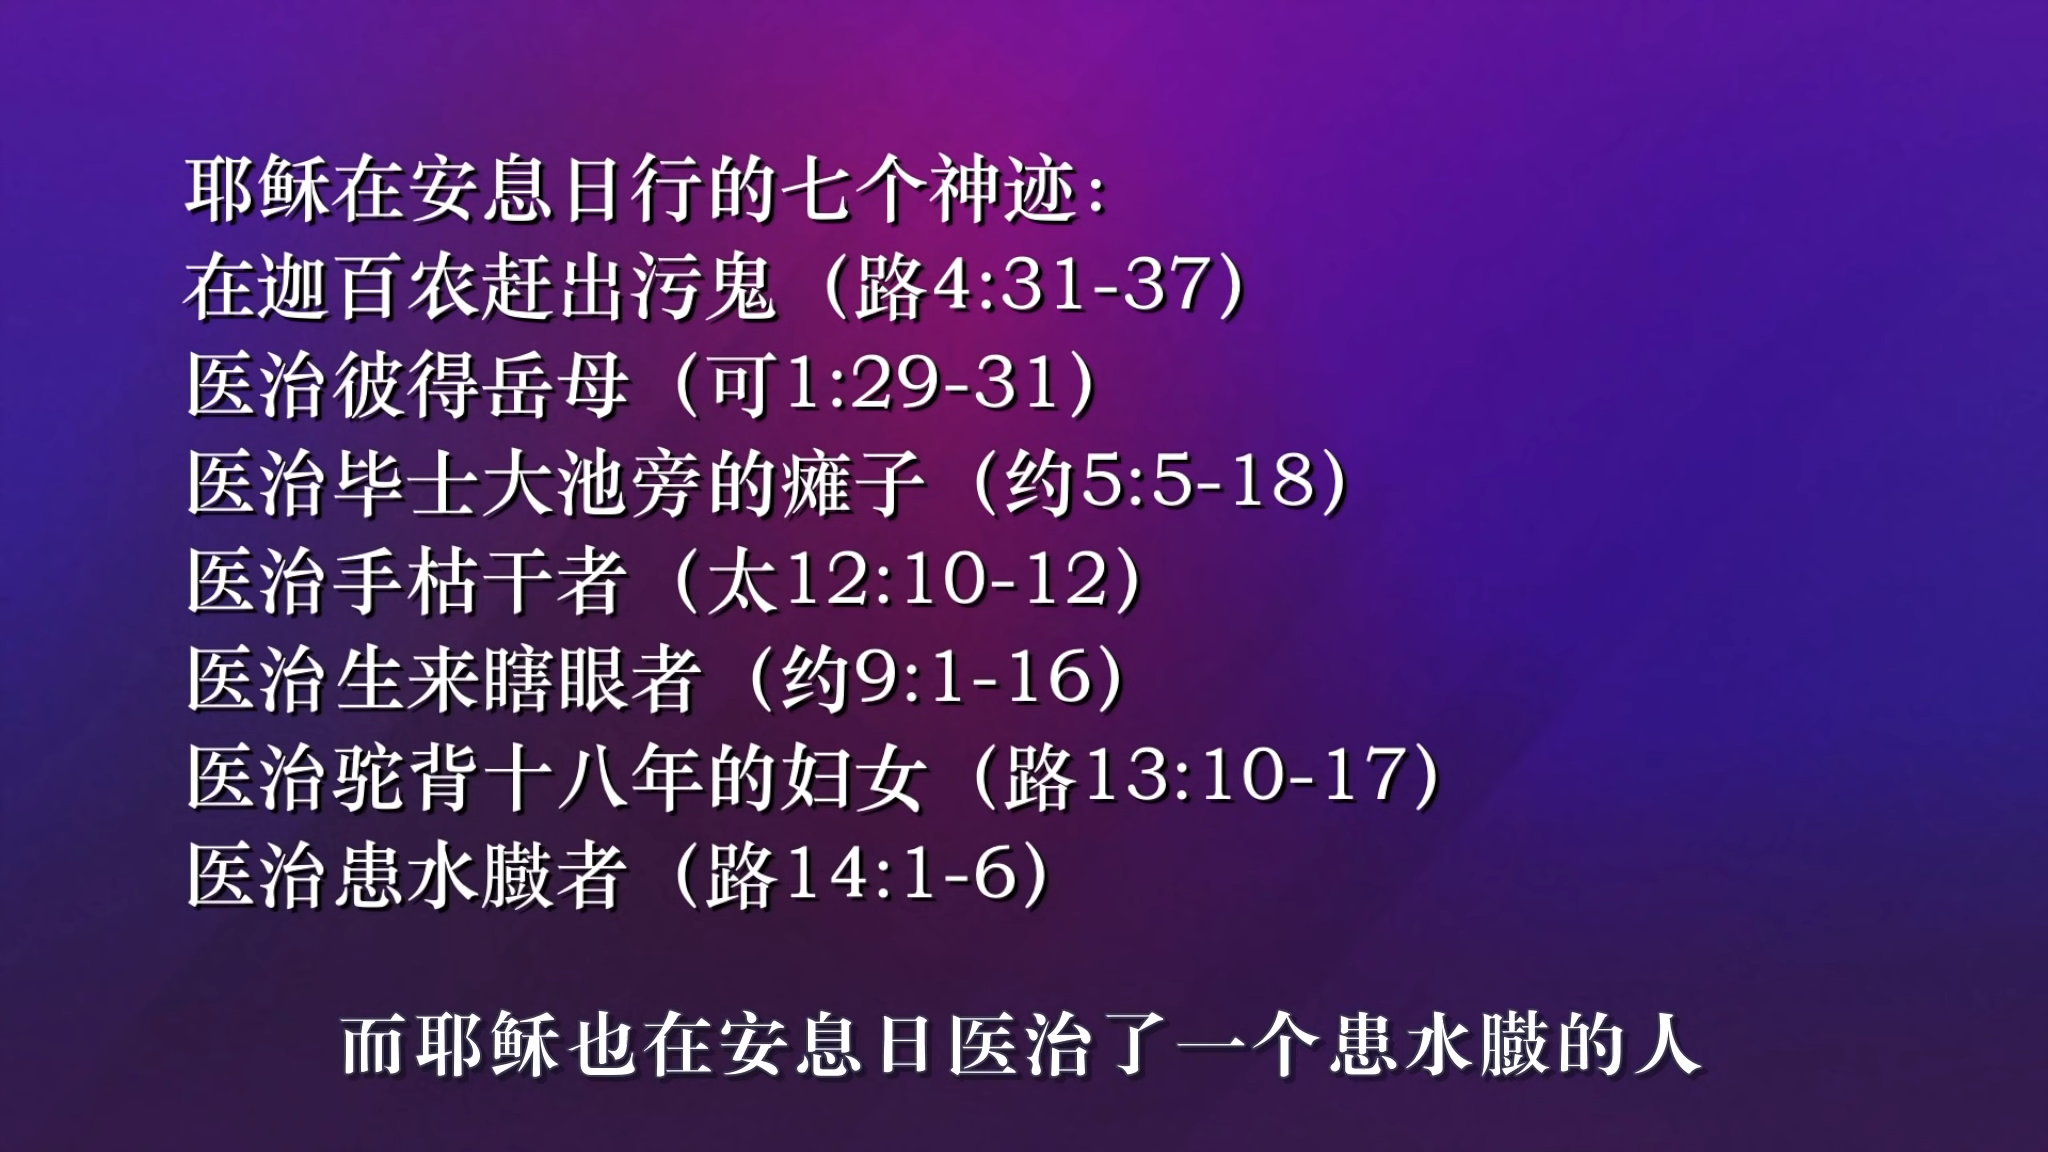 耶稣在安息日行的七个神迹：
在迦百农赶出污鬼（路4:31-37）
医治彼得岳母（可1:29-31）
医治毕士大池旁的瘫子（约5:5-18）
医治手枯干者（太12:10-12）
医治生来瞎眼者（约9:1-16）
医治驼背十八年的妇女（路13:10-17）
医治患水臌者（路14:1-6）
而耶稣也在安息日医治了一个患水臌的人